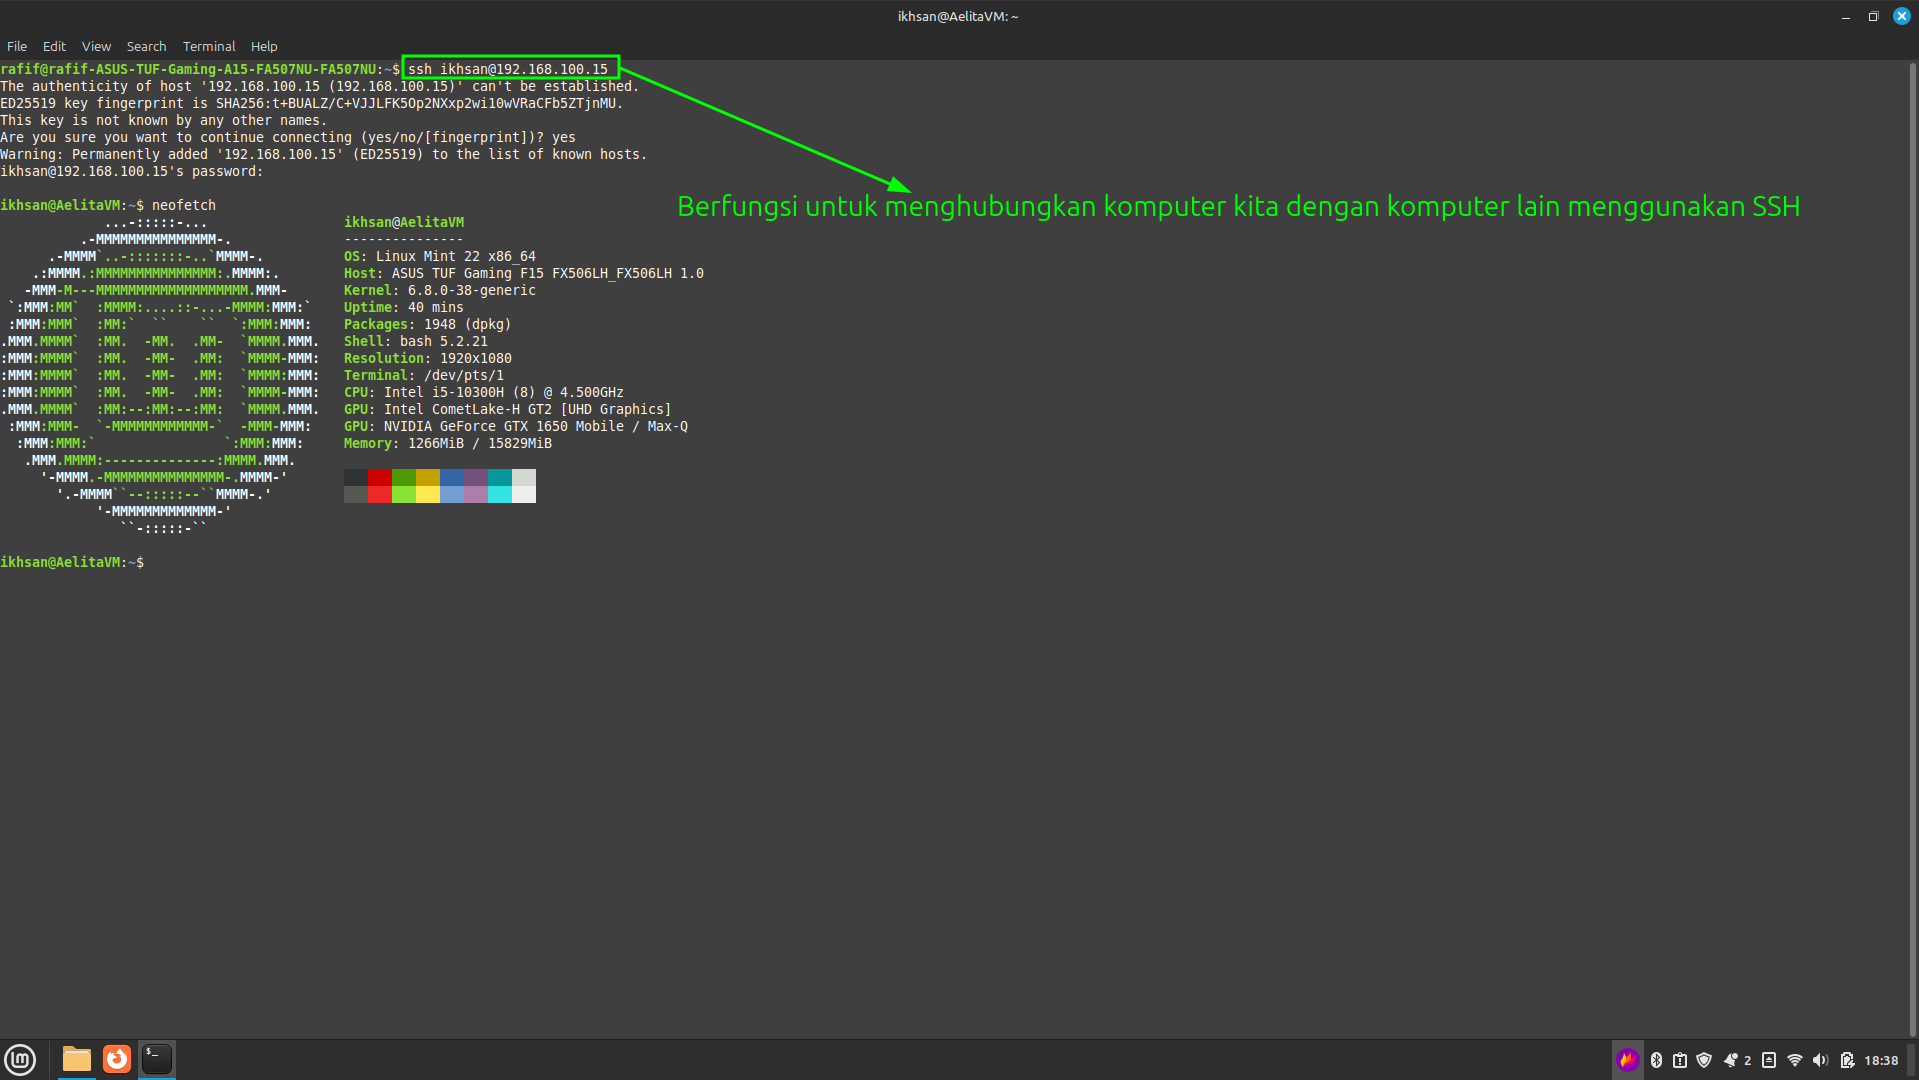 ikhsan@AelitaVM: ~
File Edit View Search Terminal Help
rafif@rafif-ASUS-TUF-Gaming-A15-FA507NU-FA507NU:~$ ssh ikhsan@192.168.100.15
The authenticity of host '192.168.100.15 (192.168.100.15)' can't be established.
ED25519 key fingerprint is SHA256:t+BUALZ/C+VJJLFK5Op2NXxp2wi10wVRaCFb5ZTjnMU.
This key is not known by any other names.
Are you sure you want to continue connecting (yes/no/[fingerprint])? yes
Warning: Permanently added '192.168.100.15' (ED25519) to the list of known hosts.
ikhsan@192.168.100.15's password:
Berfungsi untuk menghubungkan komputer kita dengan komputer lain menggunakan SSH
ikhsan@AelitaVM:~$ neofetch
ikhsan@AelitaVM
---------------
OS: Linux Mint 22 x86_64
Host: ASUS TUF Gaming F15 FX506LH_FX506LH 1.0
Kernel: 6.8.0-38-generic
Uptime: 40 mins
Packages: 1948 (dpkg)
Shell: bash 5.2.21
Resolution: 1920x1080
Terminal: /dev/pts/1
CPU: Intel i5-10300H (8) @ 4.500GHz
GPU: Intel CometLake-H GT2 [UHD Graphics]
GPU: NVIDIA GeForce GTX 1650 Mobile / Max-Q
Memory: 1266MiB / 15829MiB
ikhsan@AelitaVM:~$
2
18:38